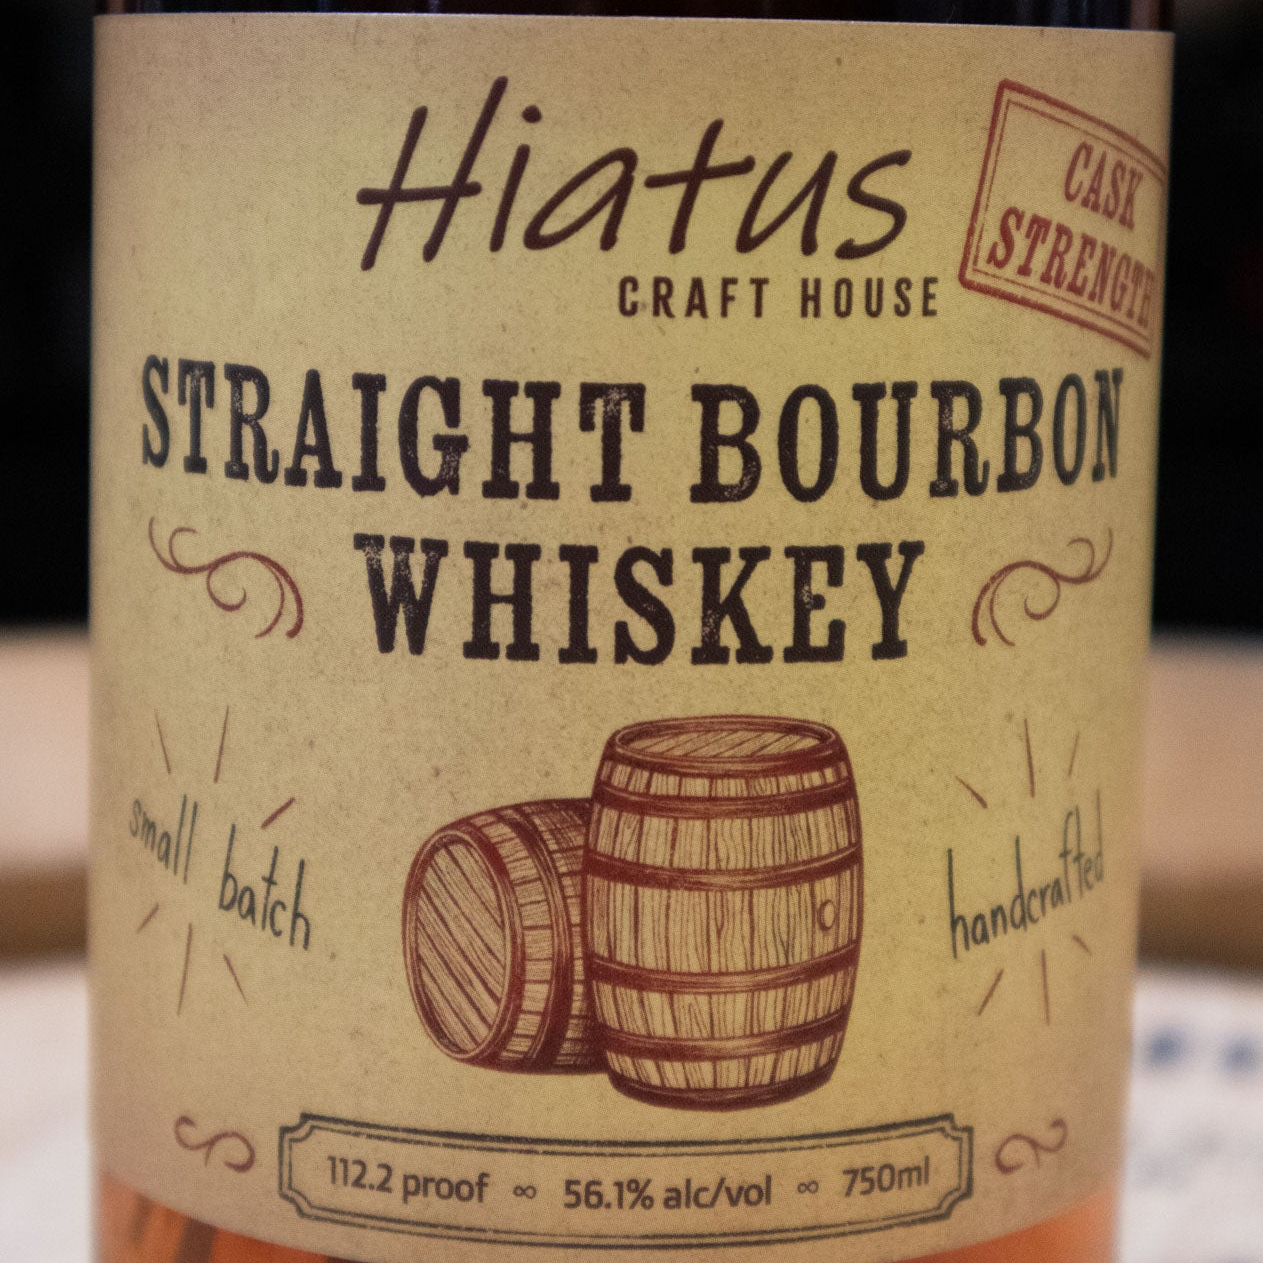 Hiatus
CRAFT HOUSE
CASK
STRENGTH
STRAIGHT BOURBON
WHISKEY
small batch
handcrafted
112.2 proof ∞ 56.1% alc/vol ∞ 750ml